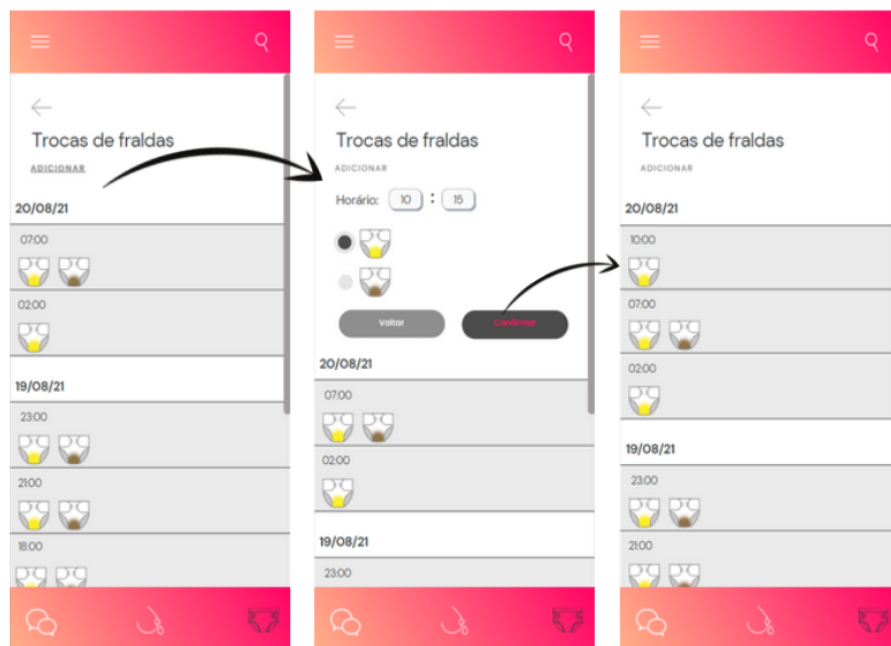 Trocas de fraldas
ADICIONAR
20/08/21
07:00
02:00
19/08/21
23:00
21:00
18:00
Trocas de fraldas
ADICIONAR
Horário: 10 : 15
Voltar
Confirmar
20/08/21
07:00
02:00
19/08/21
23:00
Trocas de fraldas
ADICIONAR
20/08/21
10:00
07:00
02:00
19/08/21
23:00
21:00